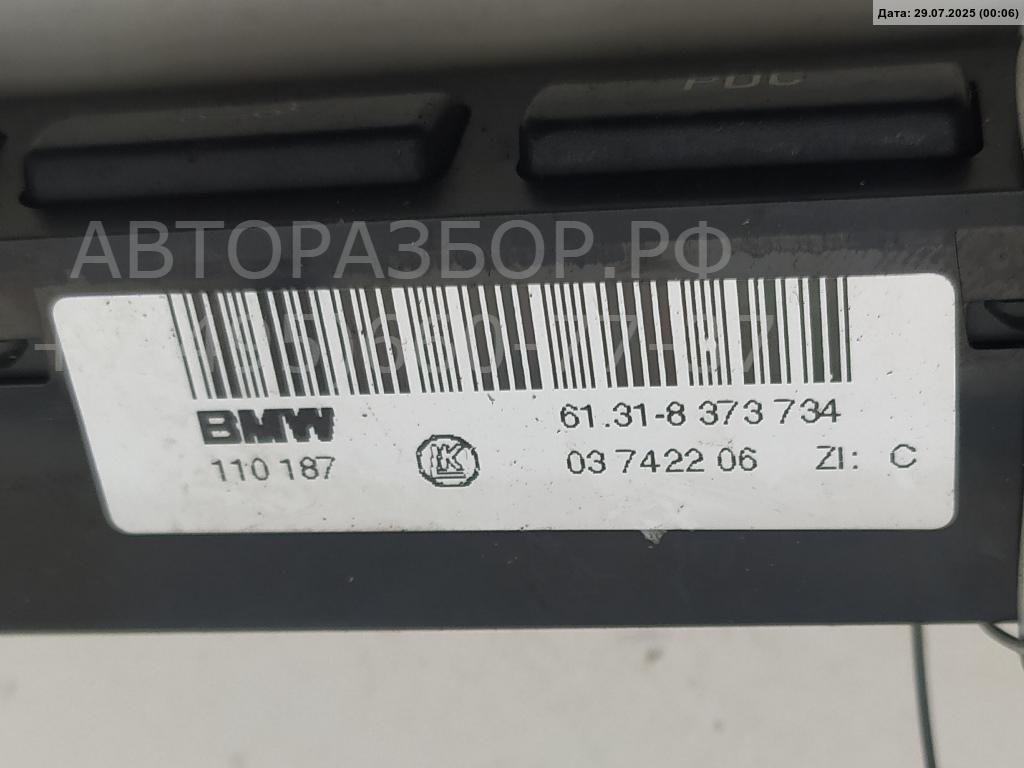 Дата: 29.07.2025 (00:06)
PDC
АВТОРАЗБОР.РФ
BMW
61.31-8 373 734
110 187
LK
03 7422 06 ZI: C